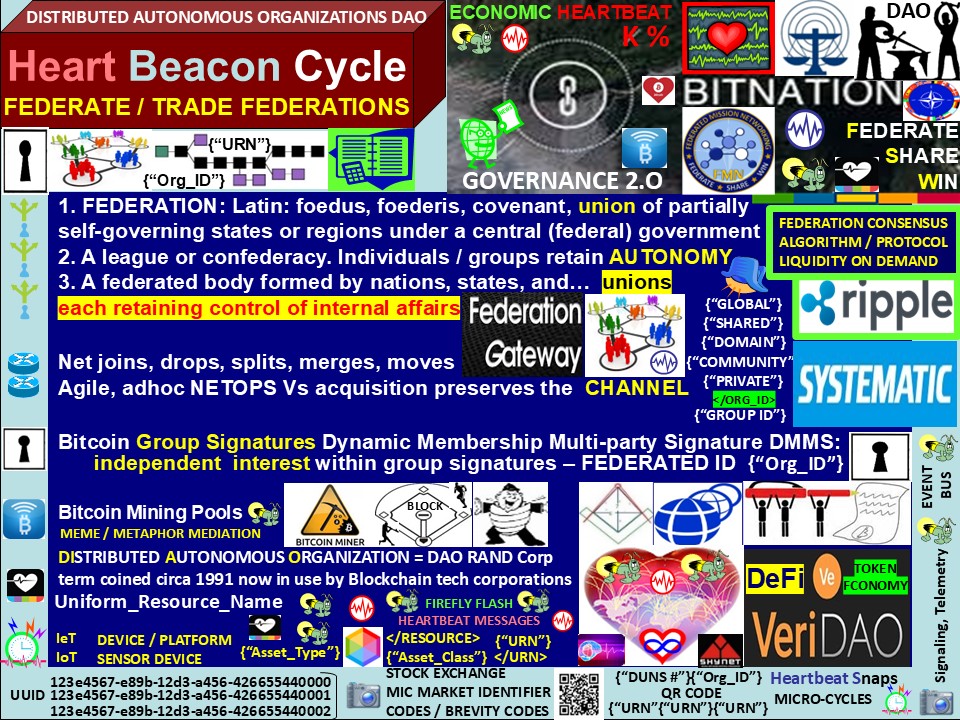 DISTRIBUTED AUTONOMOUS ORGANIZATIONS DAO
Heart Beacon Cycle
FEDERATE / TRADE FEDERATIONS
ECONOMIC HEARTBEAT
K %
DAO
BITNATION
GOVERNANCE 2.O
FEDERATED MISSION NETWORKING
FMN
FEDERATE SHARE WIN
FEDERATE
SHARE
WIN
{“URN”}
{“Org_ID”}
1. FEDERATION: Latin: foedus, foederis, covenant, union of partially
self-governing states or regions under a central (federal) government
2. A league or confederacy. Individuals / groups retain AUTONOMY
3. A federated body formed by nations, states, and… unions
each retaining control of internal affairs
FEDERATION CONSENSUS
ALGORITHM / PROTOCOL
LIQUIDITY ON DEMAND
ripple
Federation
Gateway
{“GLOBAL”}
{“SHARED”}
{“DOMAIN”}
{“COMMUNITY”
{“PRIVATE”}
</ORG_ID>
{“GROUP ID”}
SYSTEMATIC
Net joins, drops, splits, merges, moves
Agile, adhoc NETOPS Vs acquisition preserves the CHANNEL
Bitcoin Group Signatures Dynamic Membership Multi-party Signature DMMS:
independent interest within group signatures – FEDERATED ID {“Org_ID”}
Bitcoin Mining Pools
MEME / METAPHOR MEDIATION
BITCOIN MINER
BLOCK
DISTRIBUTED AUTONOMOUS ORGANIZATION = DAO RAND Corp
term coined circa 1991 now in use by Blockchain tech corporations
Uniform_Resource_Name
FIREFLY FLASH
HEARTBEAT MESSAGES
IeT
IoT
DEVICE / PLATFORM
SENSOR DEVICE
{“Asset_Type”}
</RESOURCE>
{“Asset_Class”}
{“URN”}
</URN>
SKYNET
DeFi
Ve
TOKEN
ECONOMY
VeriDAO
EVENT
BUS
Signaling, Telemetry
UUID
123e4567-e89b-12d3-a456-426655440000
123e4567-e89b-12d3-a456-426655440001
123e4567-e89b-12d3-a456-426655440002
STOCK EXCHANGE
MIC MARKET IDENTIFIER
CODES / BREVITY CODES
{“DUNS #”}{“Org_ID”}
QR CODE
{“URN”{“URN”}{“URN”}
Heartbeat Snaps
MICRO-CYCLES